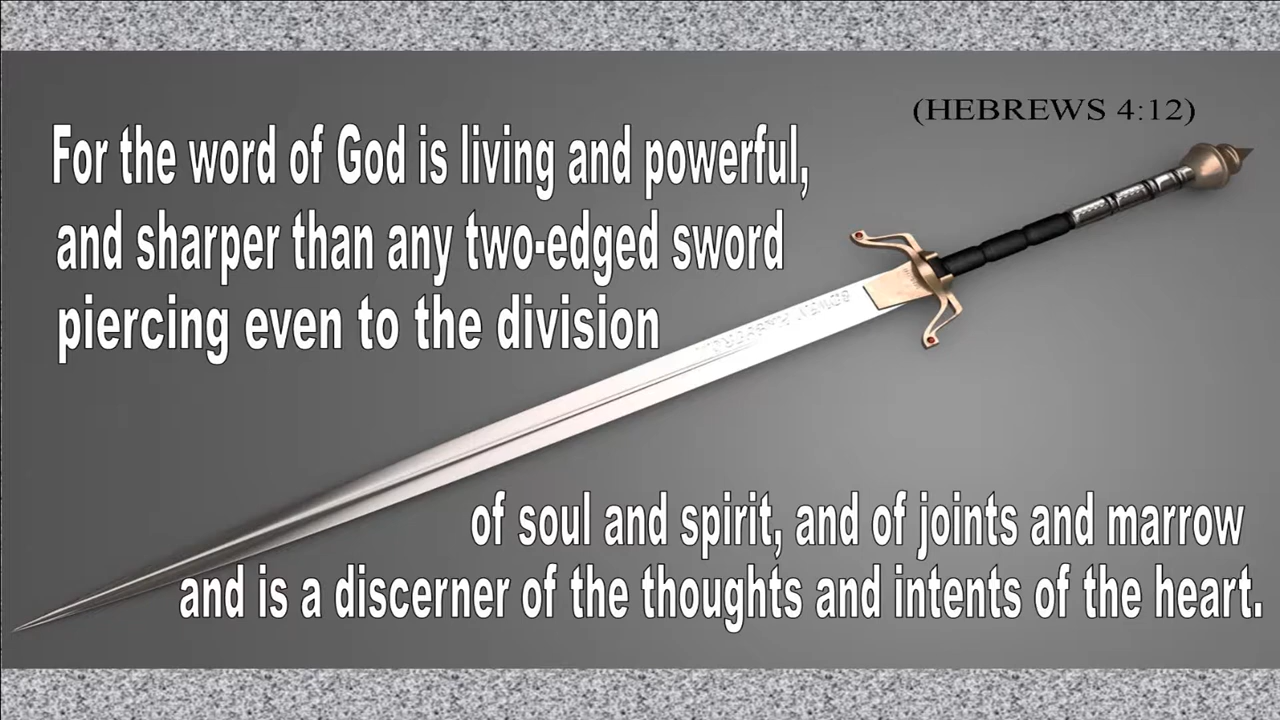 (HEBREWS 4:12)
For the word of God is living and powerful,
and sharper than any two-edged sword
piercing even to the division
of soul and spirit, and of joints and marrow
and is a discerner of the thoughts and intents of the heart.